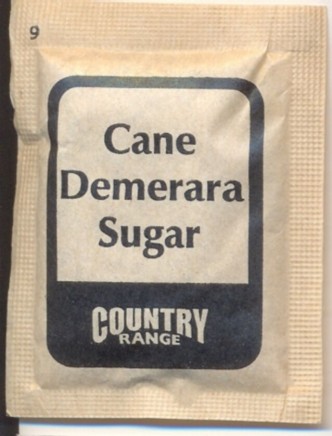 9
Cane
Demerara
Sugar
COUNTRY
RANGE